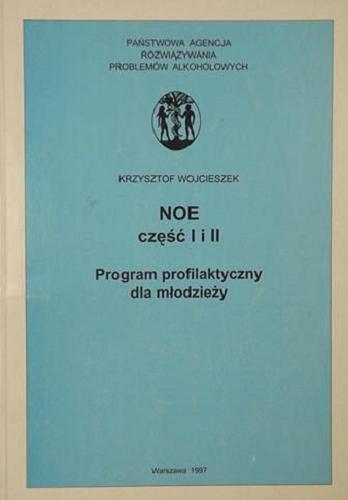 PAŃSTWOWA AGENCJA
ROZWIĄZYWANIA
PROBLEMÓW ALKOHOLOWYCH
KRZYSZTOF WOJCIESZEK
NOE
część I i II
Program profilaktyczny
dla młodzieży
Warszawa 1997